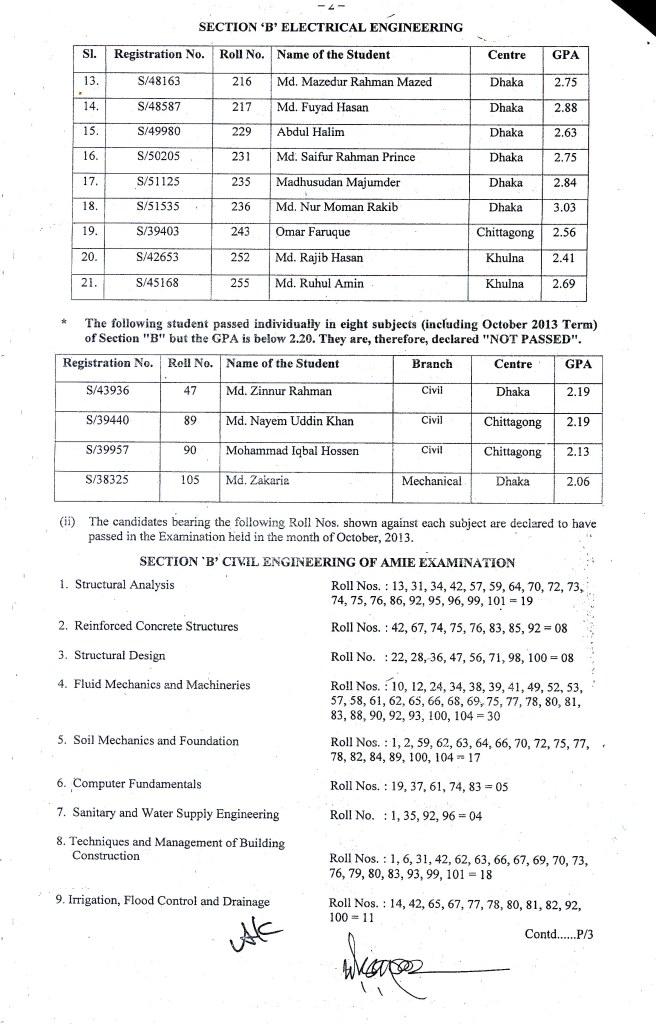 -2-
SECTION 'B' ELECTRICAL ENGINEERING
Sl. Registration No. Roll No. Name of the Student Centre GPA
13. S/48163 216 Md. Mazedur Rahman Mazed Dhaka 2.75
14. S/48587 217 Md. Fuyad Hasan Dhaka 2.88
15. S/49980 229 Abdul Halim Dhaka 2.63
16. S/50205 231 Md. Saifur Rahman Prince Dhaka 2.75
17. S/51125 235 Madhusudan Majumder Dhaka 2.84
18. S/51535 236 Md. Nur Moman Rakib Dhaka 3.03
19. S/39403 243 Omar Faruque Chittagong 2.56
20. S/42653 252 Md. Rajib Hasan Khulna 2.41
21. S/45168 255 Md. Ruhul Amin Khulna 2.69
* The following student passed individually in eight subjects (including October 2013 Term)
of Section "B" but the GPA is below 2.20. They are, therefore, declared "NOT PASSED".
Registration No. Roll No. Name of the Student Branch Centre GPA
S/43936 47 Md. Zinnur Rahman Civil Dhaka 2.19
S/39440 89 Md. Nayem Uddin Khan Civil Chittagong 2.19
S/39957 90 Mohammad Iqbal Hossen Civil Chittagong 2.13
S/38325 105 Md. Zakaria Mechanical Dhaka 2.06
(ii) The candidates bearing the following Roll Nos. shown against each subject are declared to have
passed in the Examination held in the month of October, 2013.
SECTION `B' CIVIL ENGINEERING OF AMIE EXAMINATION
1. Structural Analysis Roll Nos. : 13, 31, 34, 42, 57, 59, 64, 70, 72, 73,
74, 75, 76, 86, 92, 95, 96, 99, 101 = 19
2. Reinforced Concrete Structures Roll Nos. : 42, 67, 74, 75, 76, 83, 85, 92 = 08
3. Structural Design Roll No. : 22, 28, 36, 47, 56, 71, 98, 100 = 08
4. Fluid Mechanics and Machineries Roll Nos. : 10, 12, 24, 34, 38, 39, 41, 49, 52, 53,
57, 58, 61, 62, 65, 66, 68, 69, 75, 77, 78, 80, 81,
83, 88, 90, 92, 93, 100, 104 = 30
5. Soil Mechanics and Foundation Roll Nos. : 1, 2, 59, 62, 63, 64, 66, 70, 72, 75, 77,
78, 82, 84, 89, 100, 104 = 17
6. Computer Fundamentals Roll Nos. : 19, 37, 61, 74, 83 = 05
7. Sanitary and Water Supply Engineering Roll No. : 1, 35, 92, 96 = 04
8. Techniques and Management of Building
Construction Roll Nos. : 1, 6, 31, 42, 62, 63, 66, 67, 69, 70, 73,
76, 79, 80, 83, 93, 99, 101 = 18
9. Irrigation, Flood Control and Drainage Roll Nos. : 14, 42, 65, 67, 77, 78, 80, 81, 82, 92,
100 = 11
Contd......P/3